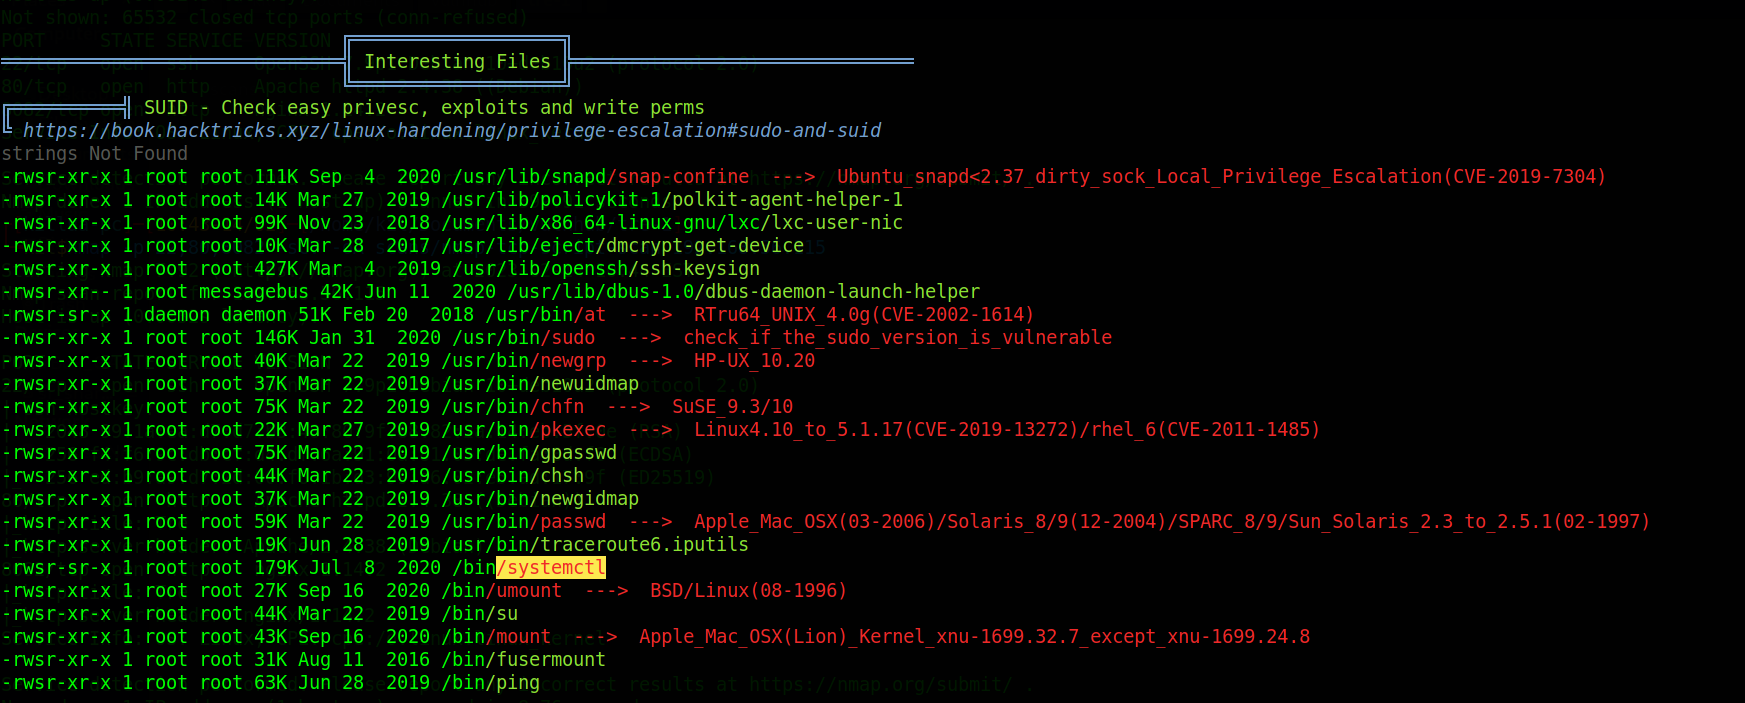 Not shown: 65532 closed tcp ports (conn-refused)
PORT STATE SERVICE VERSION
Interesting Files
80/tcp open http Apache httpd
SUID - Check easy privesc, exploits and write perms
https://book.hacktricks.xyz/linux-hardening/privilege-escalation#sudo-and-suid
strings Not Found
-rwsr-xr-x 1 root root 111K Sep 4 2020 /usr/lib/snapd/snap-confine ---> Ubuntu_snapd<2.37_dirty_sock_Local_Privilege_Escalation(CVE-2019-7304)
-rwsr-xr-x 1 root root 14K Mar 27 2019 /usr/lib/policykit-1/polkit-agent-helper-1
-rwsr-xr-x 1 root root 99K Nov 23 2018 /usr/lib/x86_64-linux-gnu/lxc/lxc-user-nic
-rwsr-xr-x 1 root root 10K Mar 28 2017 /usr/lib/eject/dmcrypt-get-device
-rwsr-xr-x 1 root root 427K Mar 4 2019 /usr/lib/openssh/ssh-keysign
-rwsr-xr-- 1 root messagebus 42K Jun 11 2020 /usr/lib/dbus-1.0/dbus-daemon-launch-helper
-rwsr-sr-x 1 daemon daemon 51K Feb 20 2018 /usr/bin/at ---> RTru64_UNIX_4.0g(CVE-2002-1614)
-rwsr-xr-x 1 root root 146K Jan 31 2020 /usr/bin/sudo ---> check_if_the_sudo_version_is_vulnerable
-rwsr-xr-x 1 root root 40K Mar 22 2019 /usr/bin/newgrp ---> HP-UX_10.20
-rwsr-xr-x 1 root root 37K Mar 22 2019 /usr/bin/newuidmap
-rwsr-xr-x 1 root root 75K Mar 22 2019 /usr/bin/chfn ---> SuSE_9.3/10
-rwsr-xr-x 1 root root 22K Mar 27 2019 /usr/bin/pkexec ---> Linux4.10_to_5.1.17(CVE-2019-13272)/rhel_6(CVE-2011-1485)
-rwsr-xr-x 1 root root 75K Mar 22 2019 /usr/bin/gpasswd
-rwsr-xr-x 1 root root 44K Mar 22 2019 /usr/bin/chsh
-rwsr-xr-x 1 root root 37K Mar 22 2019 /usr/bin/newgidmap
-rwsr-xr-x 1 root root 59K Mar 22 2019 /usr/bin/passwd ---> Apple_Mac_OSX(03-2006)/Solaris_8/9(12-2004)/SPARC_8/9/Sun_Solaris_2.3_to_2.5.1(02-1997)
-rwsr-xr-x 1 root root 19K Jun 28 2019 /usr/bin/traceroute6.iputils
-rwsr-sr-x 1 root root 179K Jul 8 2020 /bin/systemctl
-rwsr-xr-x 1 root root 27K Sep 16 2020 /bin/umount ---> BSD/Linux(08-1996)
-rwsr-xr-x 1 root root 44K Mar 22 2019 /bin/su
-rwsr-xr-x 1 root root 43K Sep 16 2020 /bin/mount ---> Apple_Mac_OSX(Lion)_Kernel_xnu-1699.32.7_except_xnu-1699.24.8
-rwsr-xr-x 1 root root 31K Aug 11 2016 /bin/fusermount
-rwsr-xr-x 1 root root 63K Jun 28 2019 /bin/ping